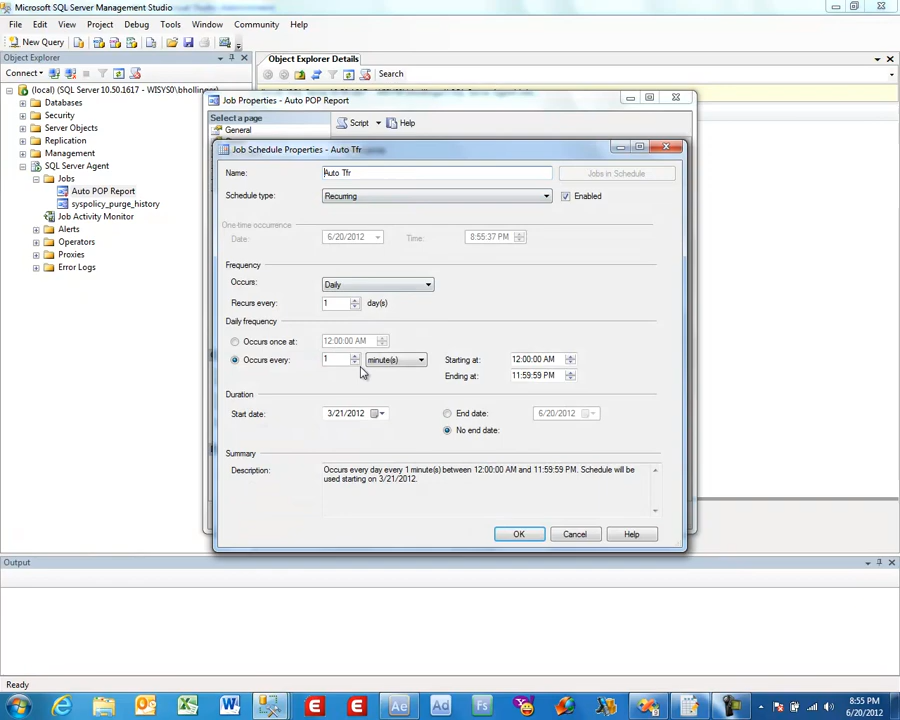 Microsoft SQL Server Management Studio
File Edit View Project Debug Tools Window Community Help
New Query
Object Explorer
Object Explorer Details
Connect
Search
(local) (SQL Server 10.50.1617 - WISYS0\bhollinger
Databases
Security
Server Objects
Replication
Management
SQL Server Agent
Jobs
Auto POP Report
syspolicy_purge_history
Job Activity Monitor
Alerts
Operators
Proxies
Error Logs
Job Properties - Auto POP Report
Select a page
General
Script
Help
Job Schedule Properties - Auto Tfr
Name: Auto Tfr Jobs in Schedule
Schedule type: Recurring Enabled
One-time occurrence
Date: 6/20/2012 Time: 8:55:37 PM
Frequency
Occurs: Daily
Recurs every: 1 day(s)
Daily frequency
Occurs once at: 12:00:00 AM
Occurs every: 1 minute(s) Starting at: 12:00:00 AM
Ending at: 11:59:59 PM
Duration
Start date: 3/21/2012 End date: 6/20/2012
No end date:
Summary
Description: Occurs every day every 1 minute(s) between 12:00:00 AM and 11:59:59 PM. Schedule will be
used starting on 3/21/2012.
OK Cancel Help
Output
Ready
8:55 PM
6/20/2012